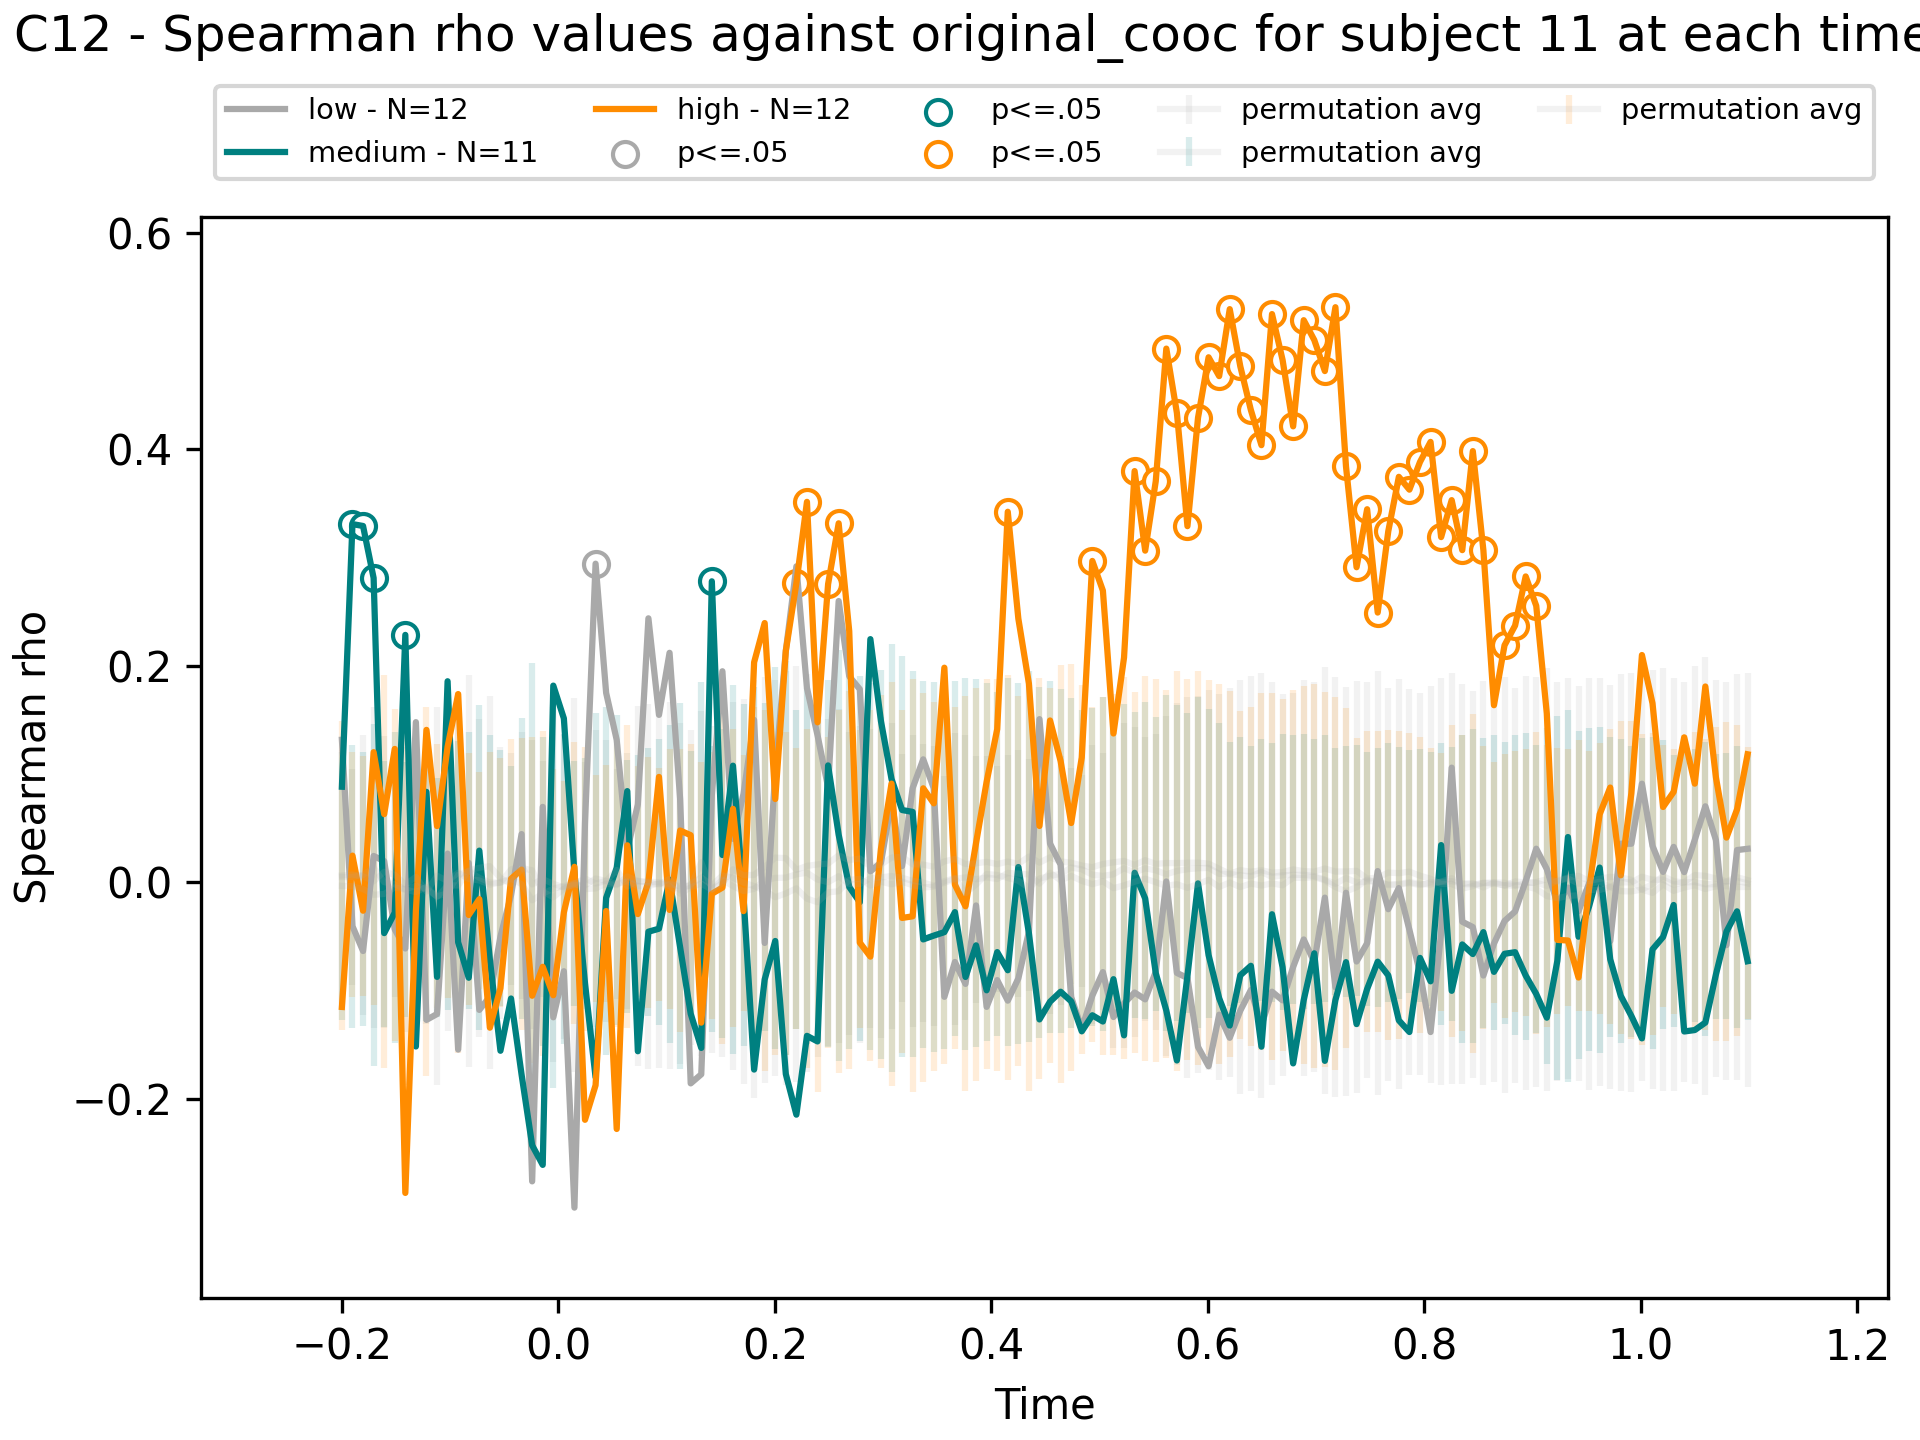 C12 - Spearman rho values against original_cooc for subject 11 at each time
low - N=12
medium - N=11
high - N=12
p<=.05
p<=.05
p<=.05
permutation avg
permutation avg
permutation avg
Spearman rho
0.6
0.4
0.2
0.0
−0.2
−0.2
0.0
0.2
0.4
0.6
0.8
1.0
1.2
Time